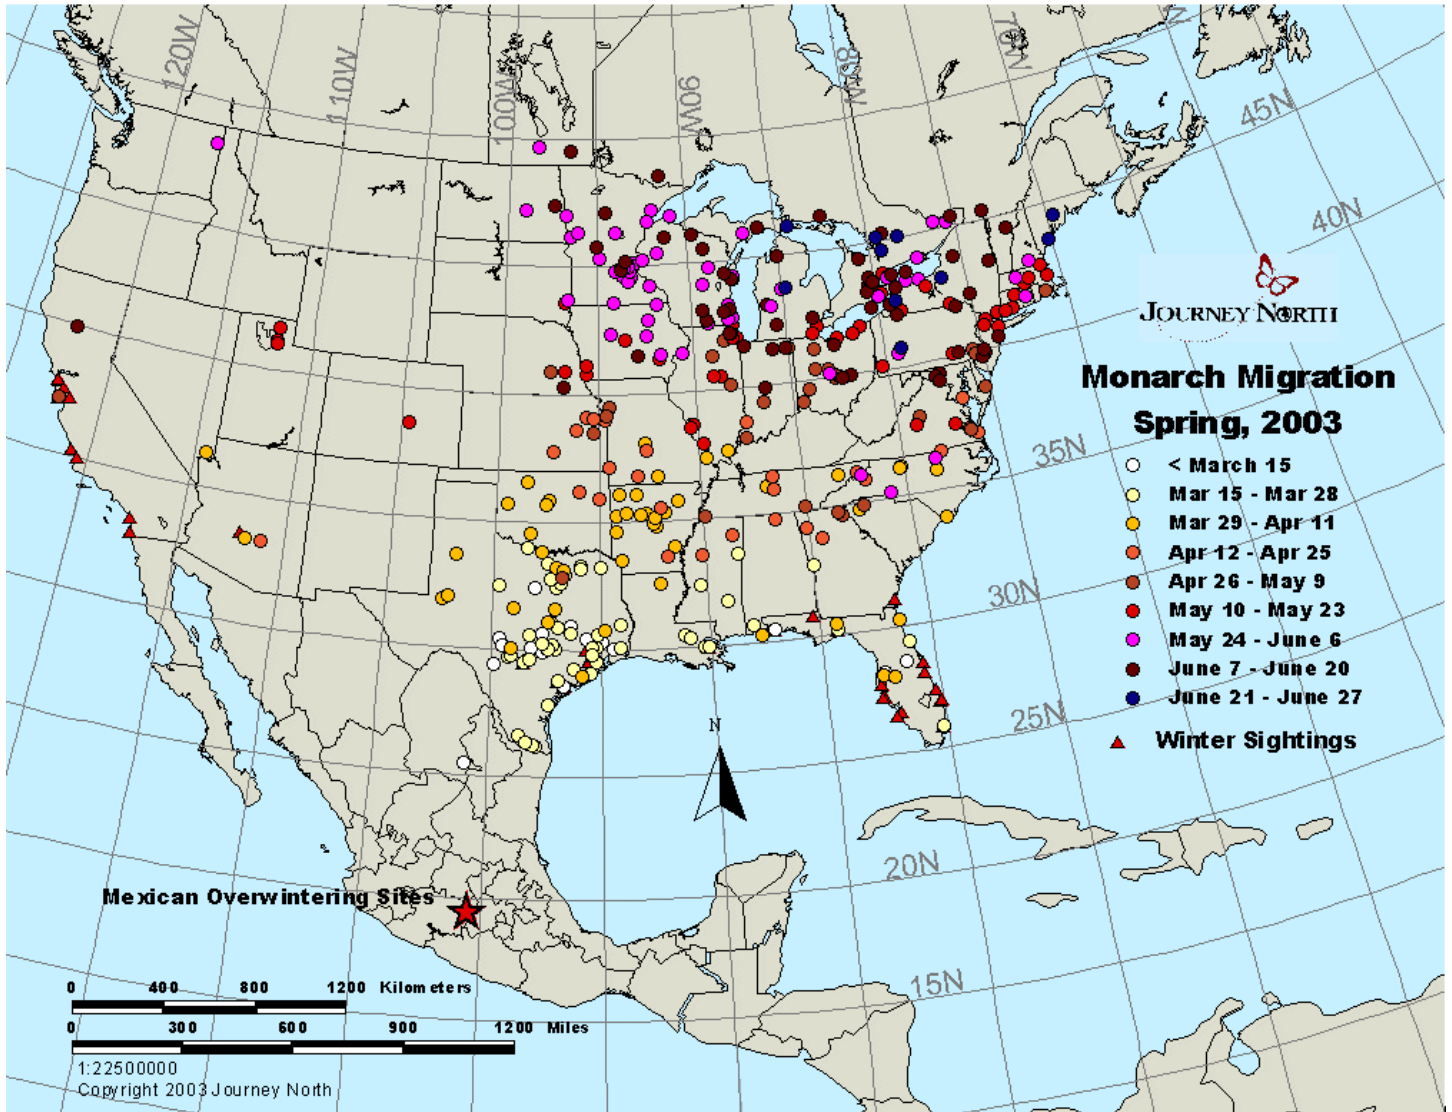 120W
110W
100W
90W
80W
70W
W
45N
40N
JOURNEY NORTH
Monarch Migration
Spring, 2003
< March 15
Mar 15 - Mar 28
Mar 29 - Apr 11
Apr 12 - Apr 25
Apr 26 - May 9
May 10 - May 23
May 24 - June 6
June 7 - June 20
June 21 - June 27
Winter Sightings
35N
30N
25N
N
20N
15N
Mexican Overwintering Sites
0 400 800 1200 Kilometers
0 300 600 900 1200 Miles
1:22500000
Copyright 2003 Journey North